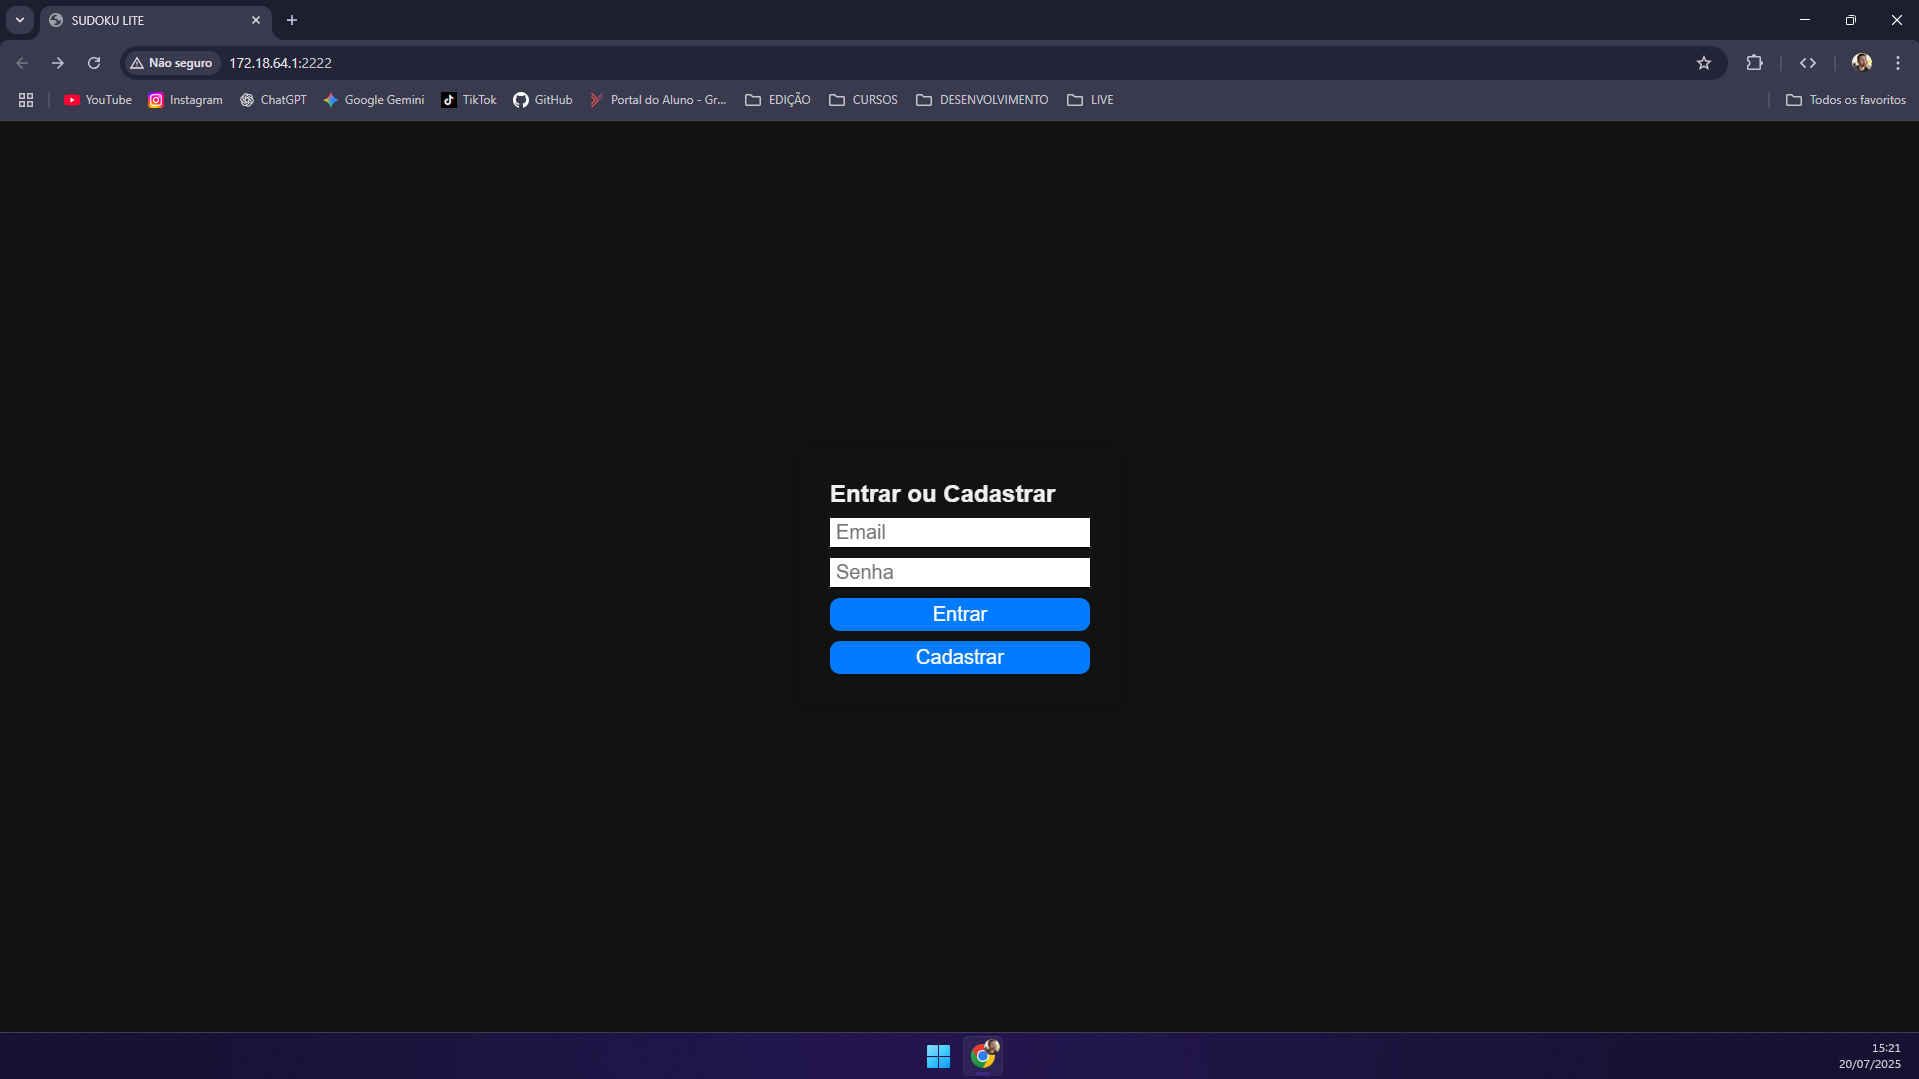 SUDOKU LITE
Não seguro
172.18.64.1:2222
YouTube
Instagram
ChatGPT
Google Gemini
TikTok
GitHub
Portal do Aluno - Gr...
EDIÇÃO
CURSOS
DESENVOLVIMENTO
LIVE
Todos os favoritos
Entrar ou Cadastrar
Email
Senha
Entrar
Cadastrar
15:21
20/07/2025